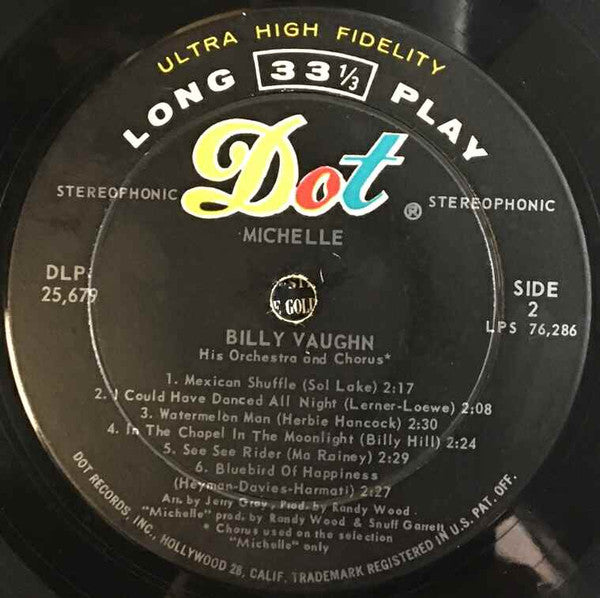 ULTRA HIGH FIDELITY
LONG 33 1/3 PLAY
Dot ®
STEREOPHONIC STEREOPHONIC
MICHELLE
DLP:
25,679
SIDE
2
LPS 76,286
E GOL
BILLY VAUGHN
His Orchestra and Chorus*
1. Mexican Shuffle (Sol Lake) 2:17
2. I Could Have Danced All Night (Lerner-Loewe) 2:08
3. Watermelon Man (Herbie Hancock) 2:30
4. In The Chapel In The Moonlight (Billy Hill) 2:24
5. See See Rider (Ma Rainey) 2:29
6. Bluebird Of Happiness
(Heyman-Davies-Harmati) 2:27
Arr. by Jerry Gray, Prod. by Randy Wood.
"Michelle" prod. by Randy Wood & Snuff Garrett
* Chorus used on the selection
"Michelle" only
DOT RECORDS, INC., HOLLYWOOD 28, CALIF. TRADEMARK REGISTERED IN U.S. PAT. OFF.